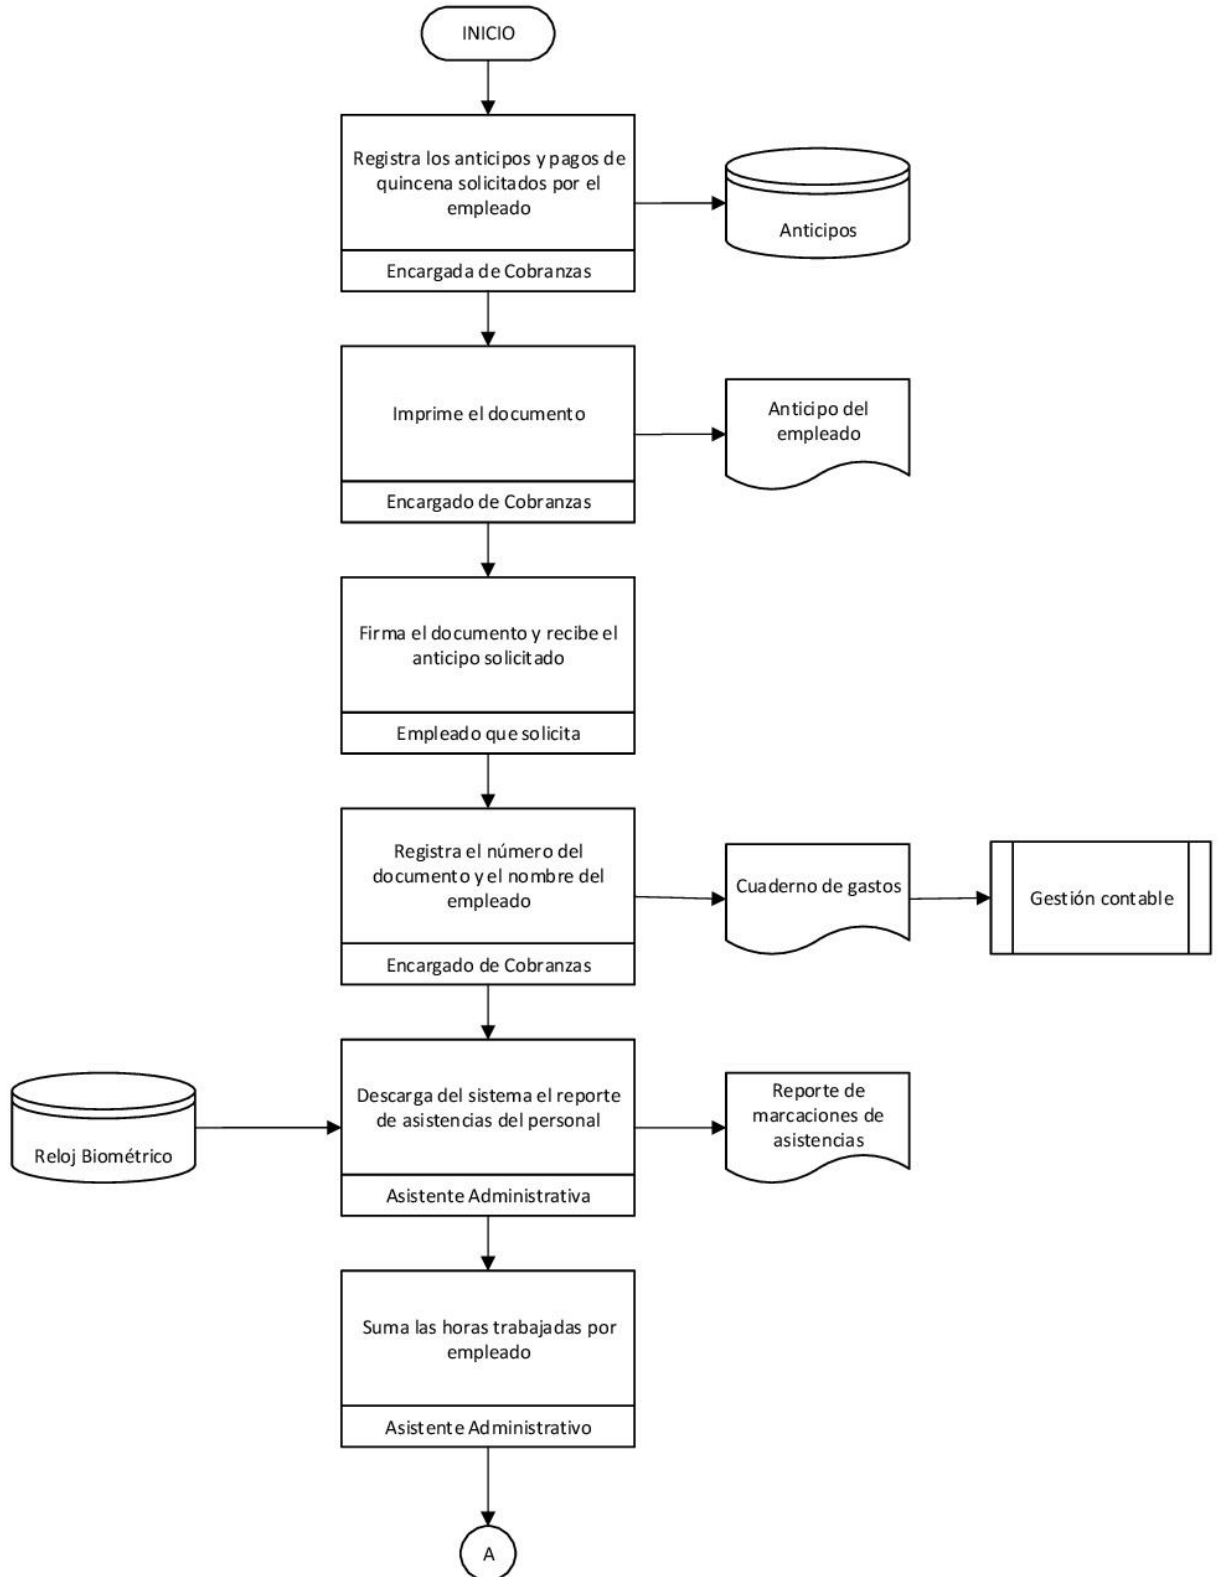 INICIO
Registra los anticipos y pagos de
quincena solicitados por el
empleado
Encargada de Cobranzas
Anticipos
Imprime el documento
Encargado de Cobranzas
Anticipo del
empleado
Firma el documento y recibe el
anticipo solicitado
Empleado que solicita
Registra el número del
documento y el nombre del
empleado
Encargado de Cobranzas
Cuaderno de gastos
Gestión contable
Reloj Biométrico
Descarga del sistema el reporte
de asistencias del personal
Asistente Administrativa
Reporte de
marcaciones de
asistencias
Suma las horas trabajadas por
empleado
Asistente Administrativo
A